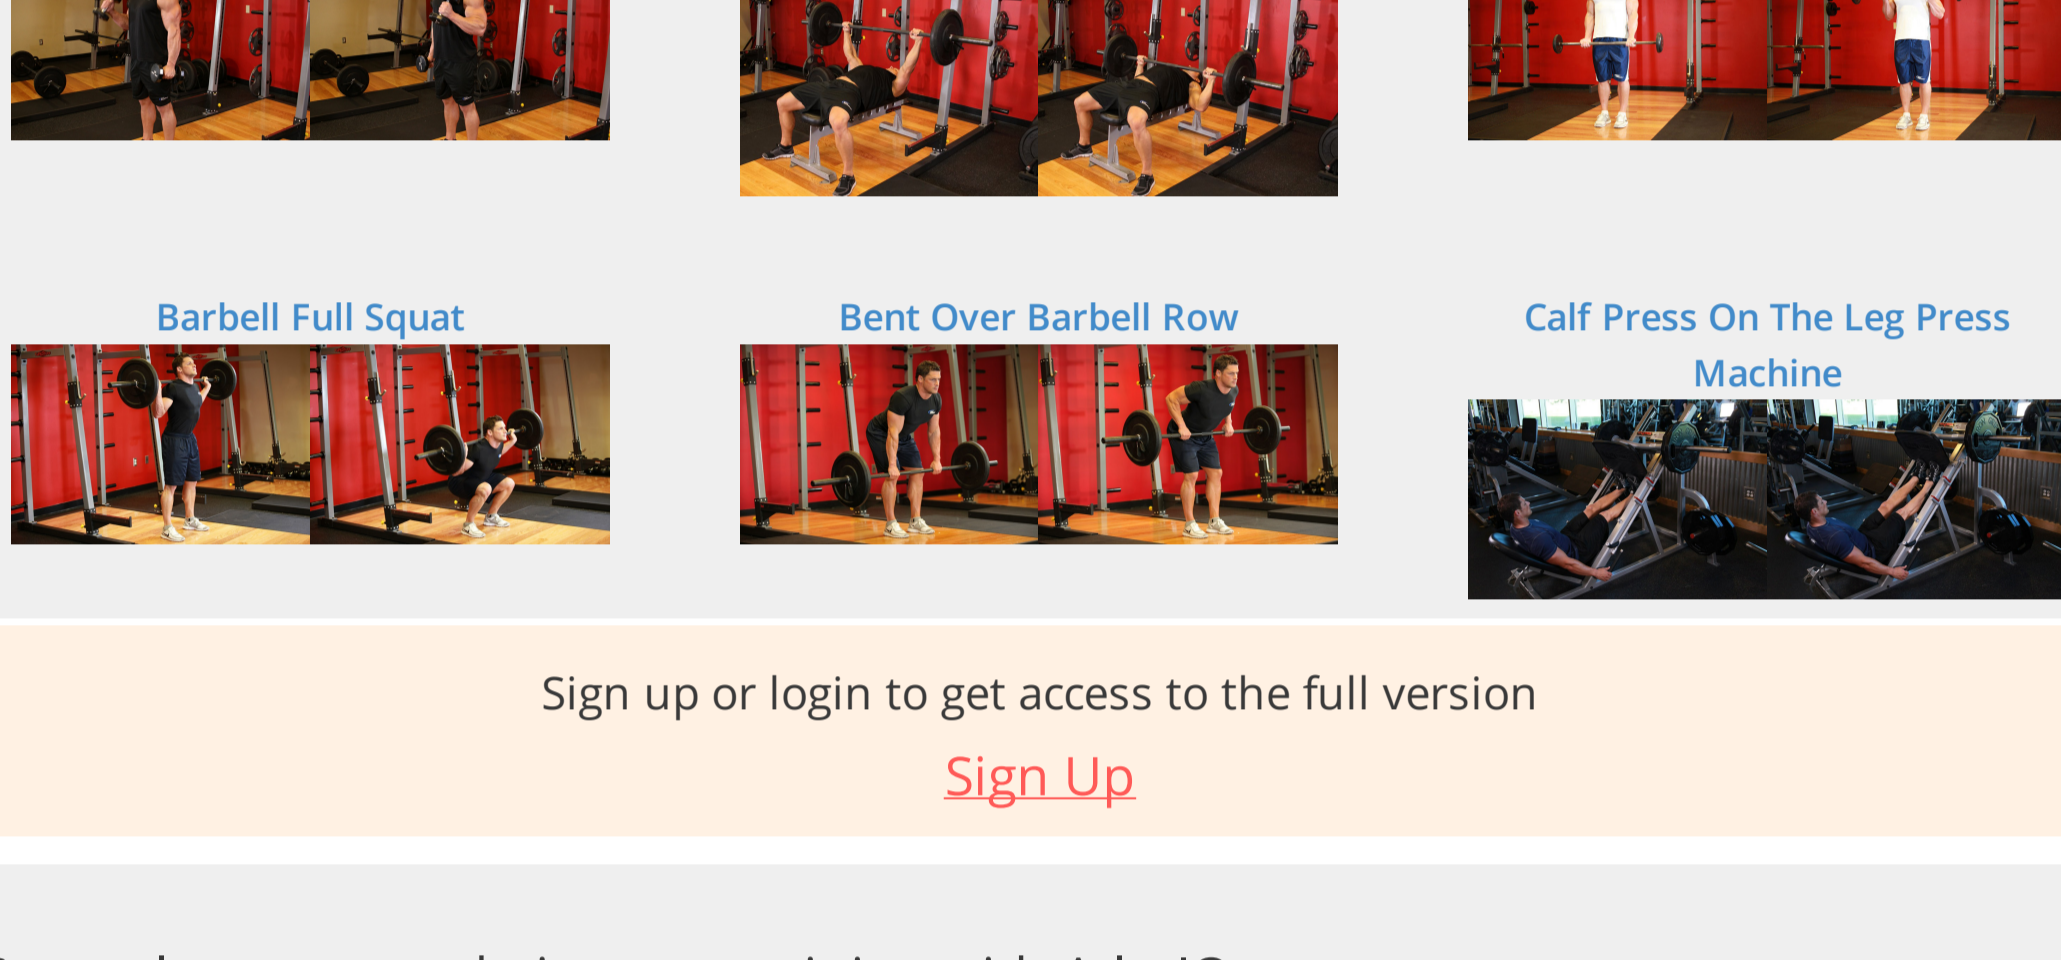 Barbell Full Squat
Bent Over Barbell Row
Calf Press On The Leg Press
Machine
Sign up or login to get access to the full version
Sign Up